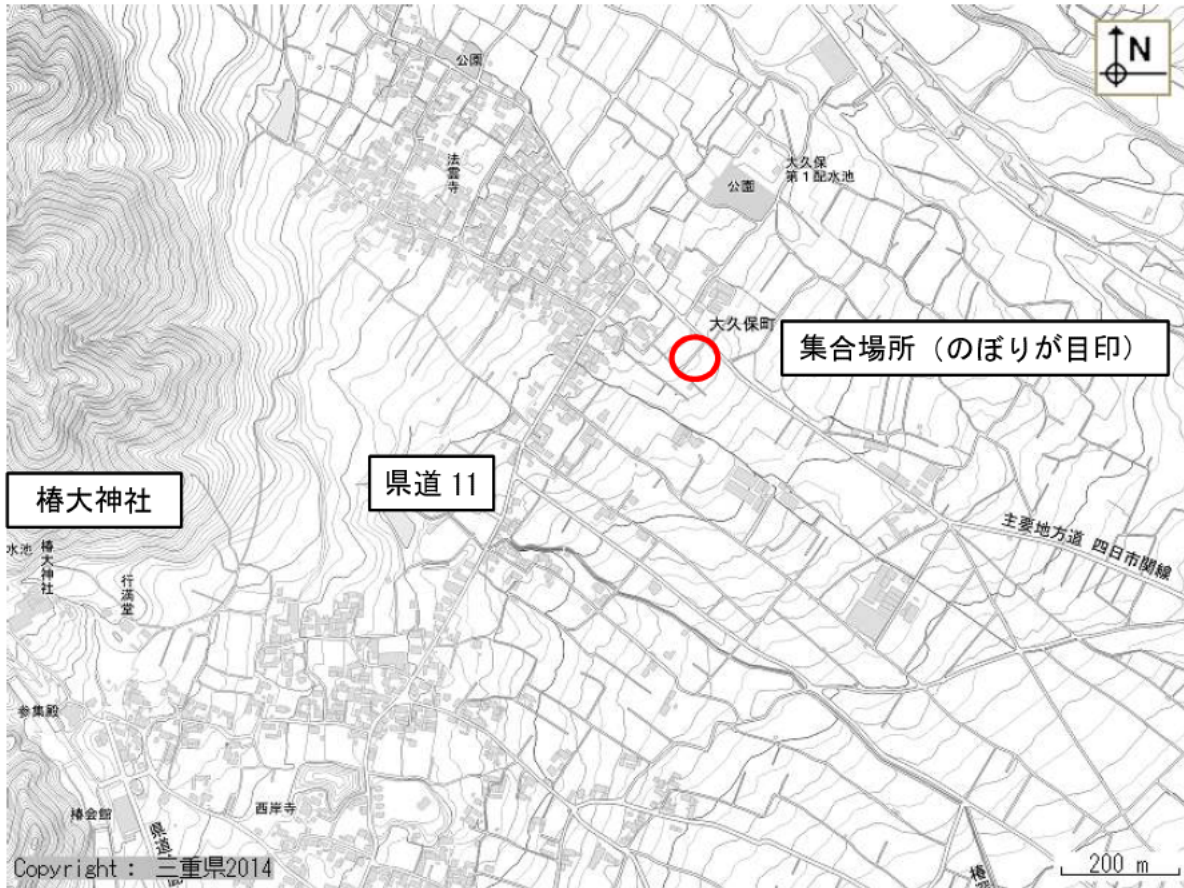 公園
N
法雲寺
大久保
第1配水池
公園
大久保町
集合場所（のぼりが目印）
県道 11
椿大神社
主要地方道 四日市関線
水池
椿大神社
行満堂
参集殿
西岸寺
椿会館
県道
Copyright： 三重県2014
200 m